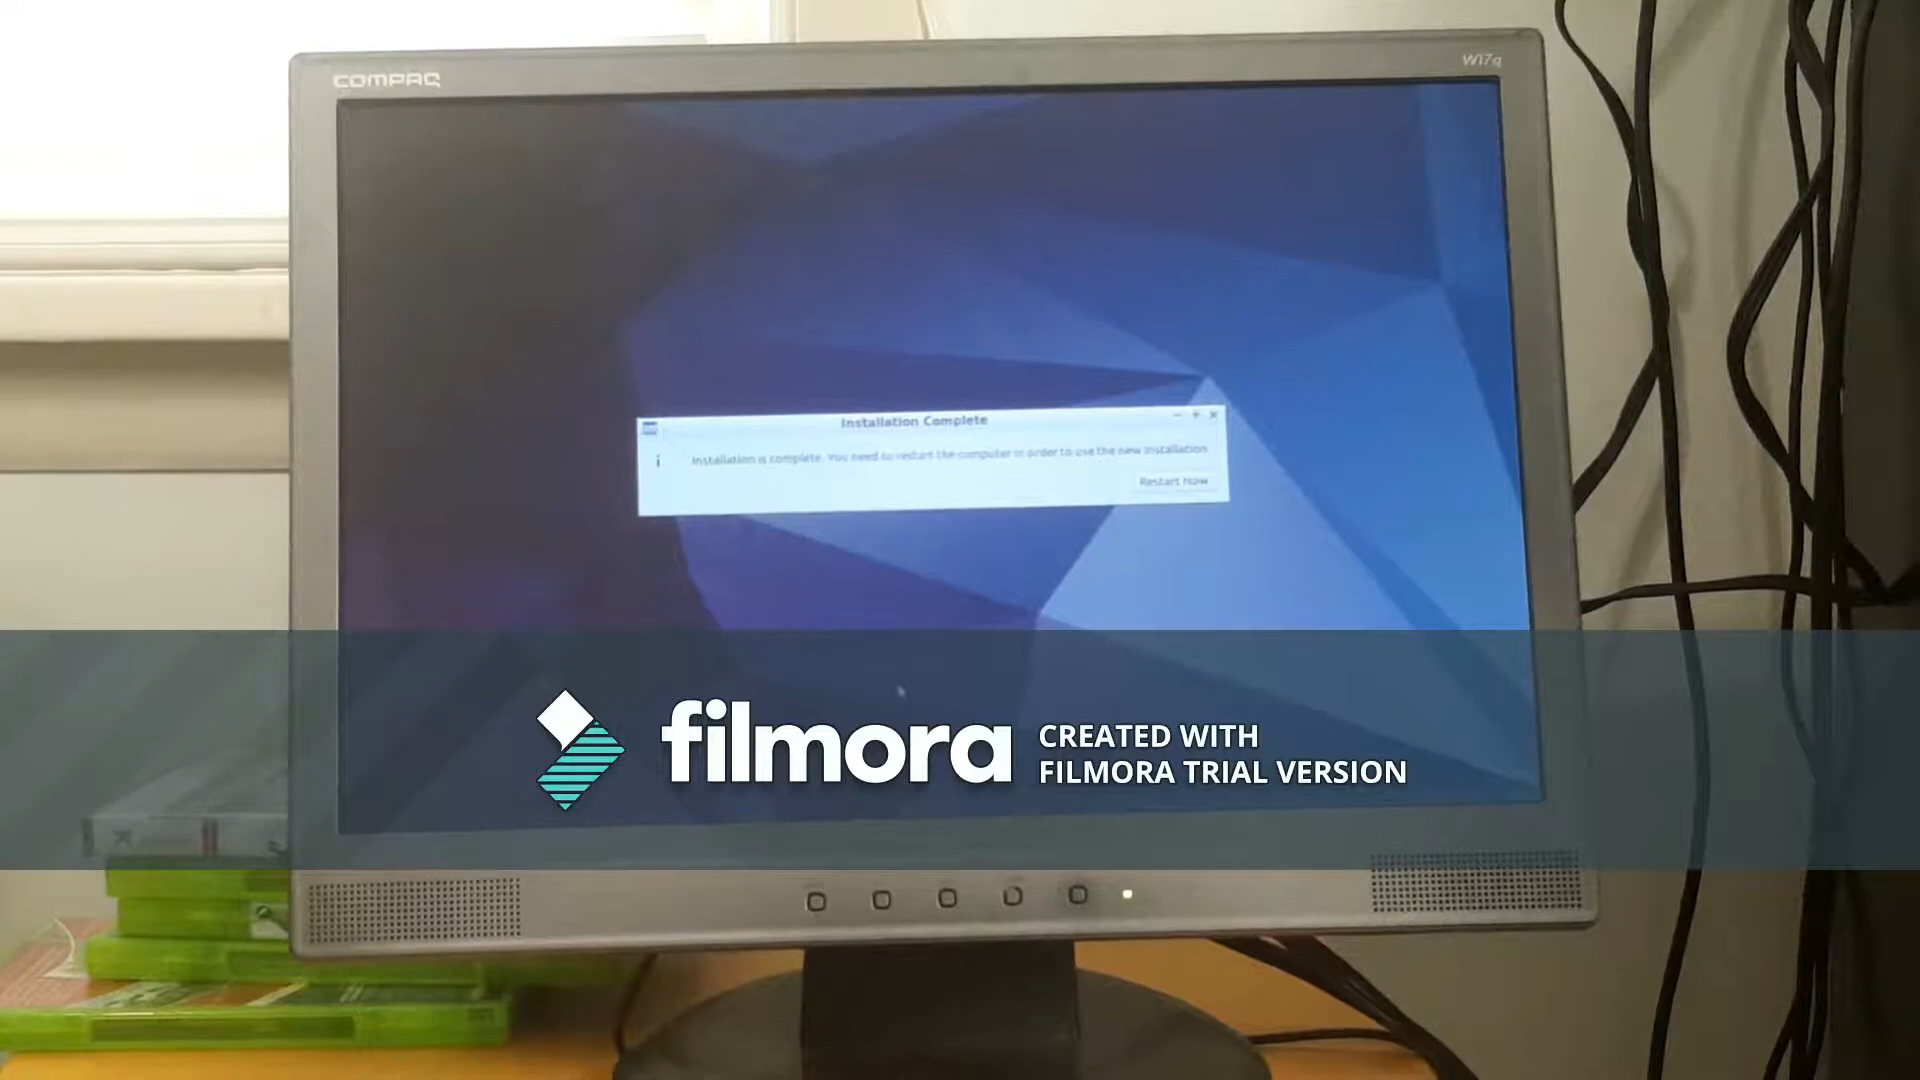 COMPAQ
W17q
Installation Complete
Installation is complete. You need to restart the computer in order to use the new installation
Restart Now
filmora
CREATED WITH
FILMORA TRIAL VERSION